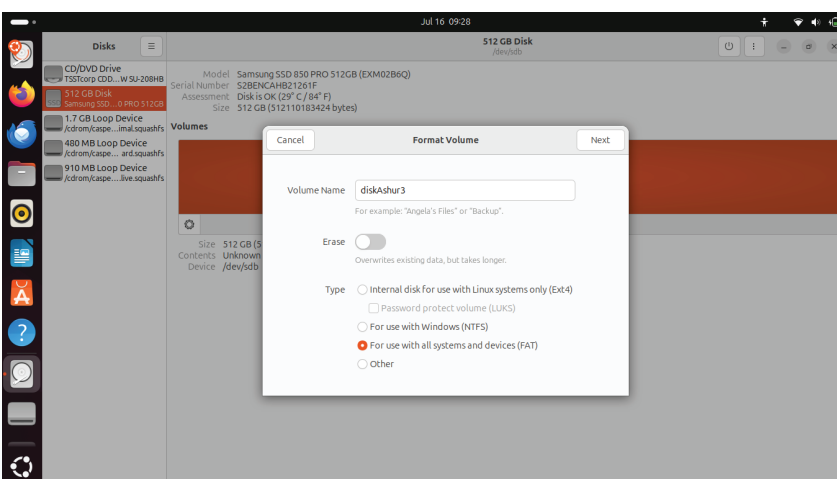 Jul 16 09:28
Disks
512 GB Disk
/dev/sdb
CD/DVD Drive
TSSTcorp CDD...W SU-208HB
512 GB Disk
Samsung SSD...0 PRO 512GB
1.7 GB Loop Device
/cdrom/caspe...imal.squashfs
480 MB Loop Device
/cdrom/caspe... ard.squashfs
910 MB Loop Device
/cdrom/caspe....live.squashfs
Model Samsung SSD 850 PRO 512GB (EXM02B6Q)
Serial Number S2BENCAHB21261F
Assessment Disk is OK (29° C / 84° F)
Size 512 GB (512110183424 bytes)
Volumes
Size 512 GB (5
Contents Unknown
Device /dev/sdb
Cancel
Format Volume
Next
Volume Name diskAshur3
For example: "Angela's Files" or "Backup".
Erase
Overwrites existing data, but takes longer.
Type Internal disk for use with Linux systems only (Ext4)
Password protect volume (LUKS)
For use with Windows (NTFS)
For use with all systems and devices (FAT)
Other